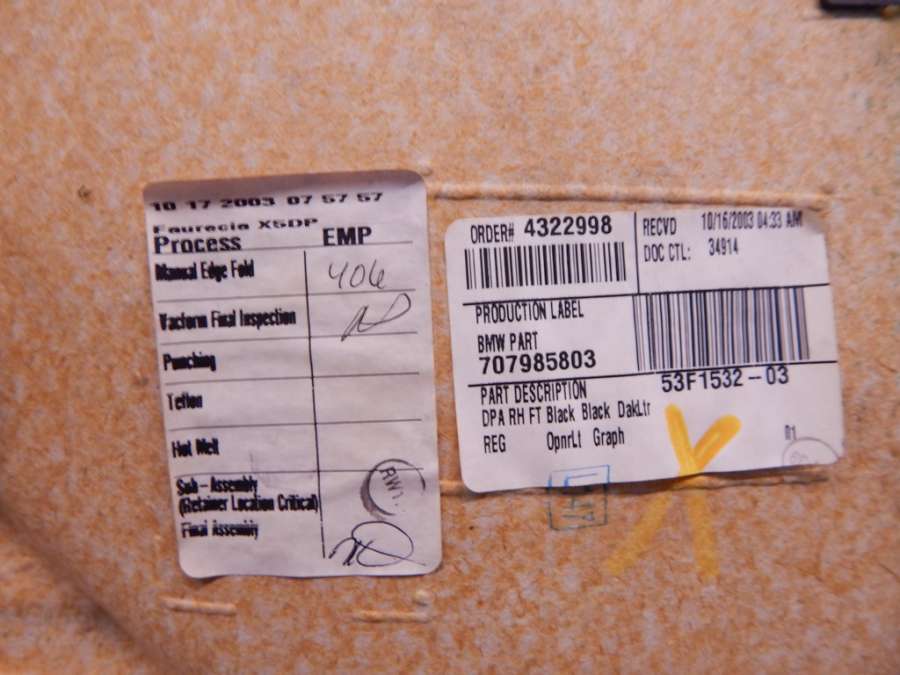 10 17 2003 07 57 57
Faurecia X5DP
Process EMP
Manual Edge Fold 406
Vacform Final Inspection
Punching
Teflon
Hot Melt
Sub - Assembly
(Retainer Location Critical)
Final Assembly
RW1
ORDER# 4322998
RECVD 10/16/2003 04:33 AM
DOC CTL: 34914
PRODUCTION LABEL
BMW PART
707985803
53F1532-03
PART DESCRIPTION
DPA RH FT Black Black DakLtr
REG OpnrLt Graph
01